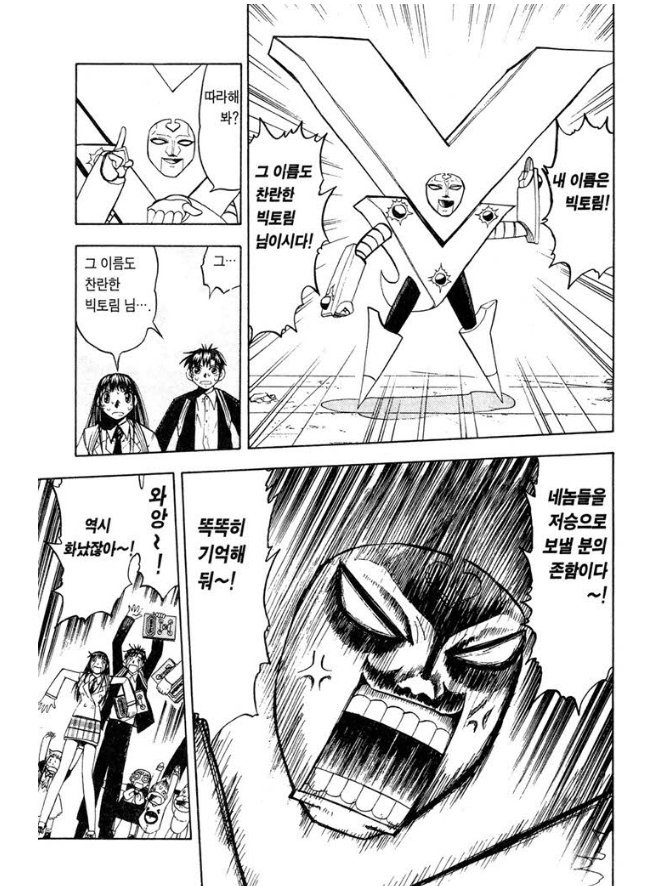 내 이름은
빅토림!
그 이름도
찬란한
빅토림
님이시다!
따라해
봐?
그…
그 이름도
찬란한
빅토림 님….
네놈들을
저승으로
보낼 분의
존함이다
~!
똑똑히
기억해
둬~!
와앙~!
역시
화났잖아~!